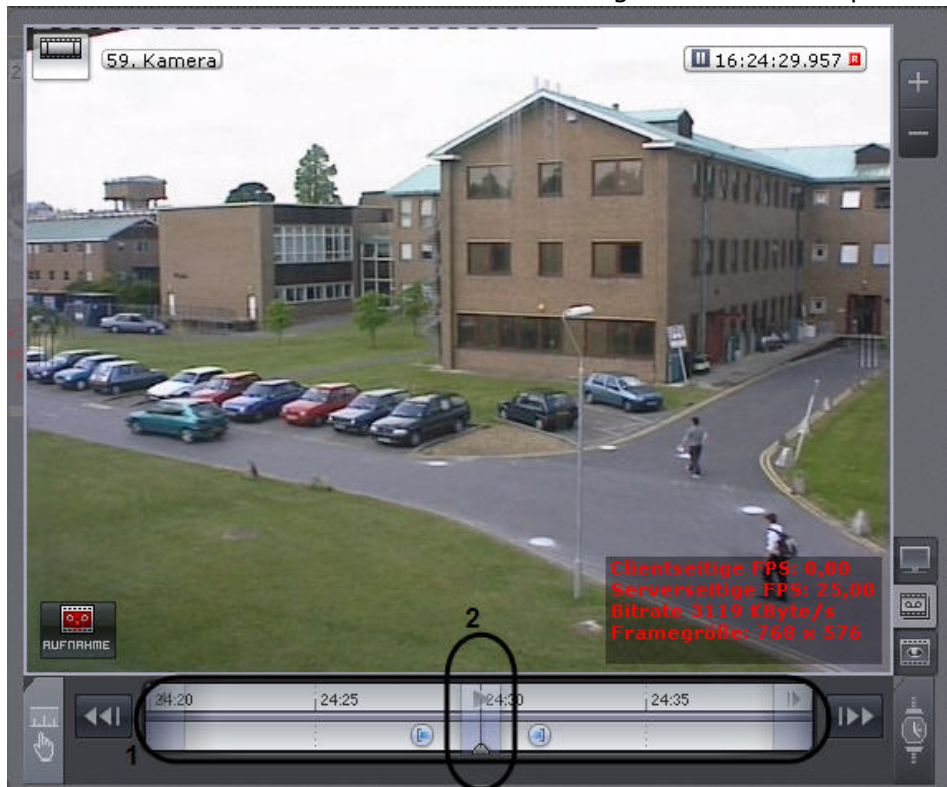 59. Kamera
16:24:29.957 R
Clientseitige FPS: 0,00
Serverseitige FPS: 25,00
Bitrate 3119 KByte/s
Framegröße: 768 x 576
AUFNAHME
2
24:20 24:25 24:30 24:35
1